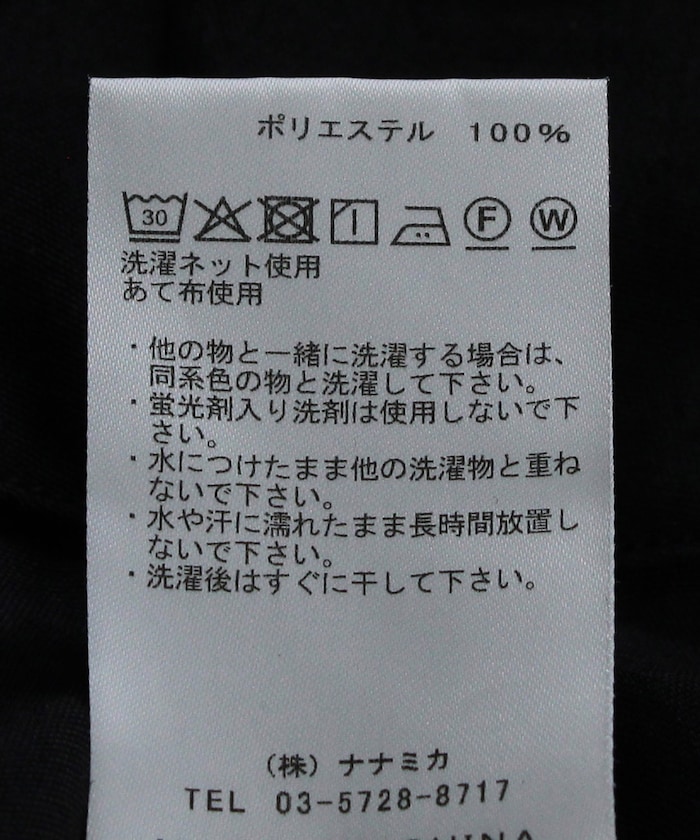 ポリエステル 100%
30 F W
洗濯ネット使用
あて布使用
・他の物と一緒に洗濯する場合は、
同系色の物と洗濯して下さい。
・蛍光剤入り洗剤は使用しないで下
さい。
・水につけたまま他の洗濯物と重ね
ないで下さい。
・水や汗に濡れたまま長時間放置し
ないで下さい。
・洗濯後はすぐに干して下さい。
(株) ナナミカ
TEL 03-5728-8717